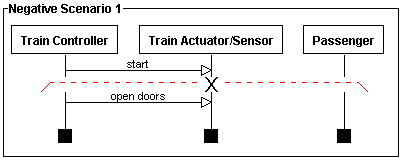 Negative Scenario 1
Train Controller Train Actuator/Sensor Passenger
start
X
open doors